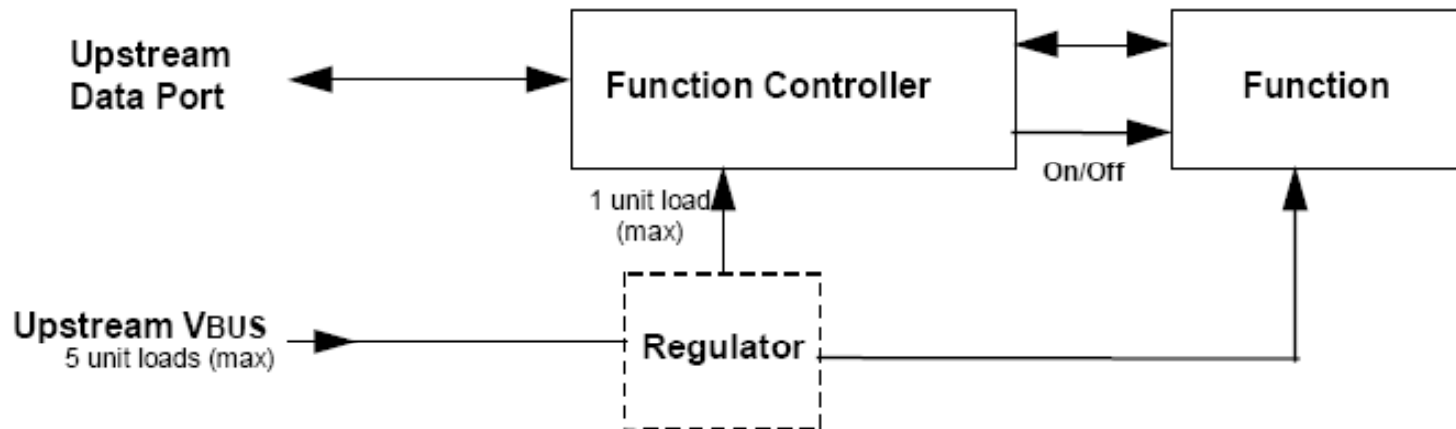 Upstream
Data Port
Function Controller
Function
On/Off
1 unit load
(max)
Upstream VBUS
5 unit loads (max)
Regulator